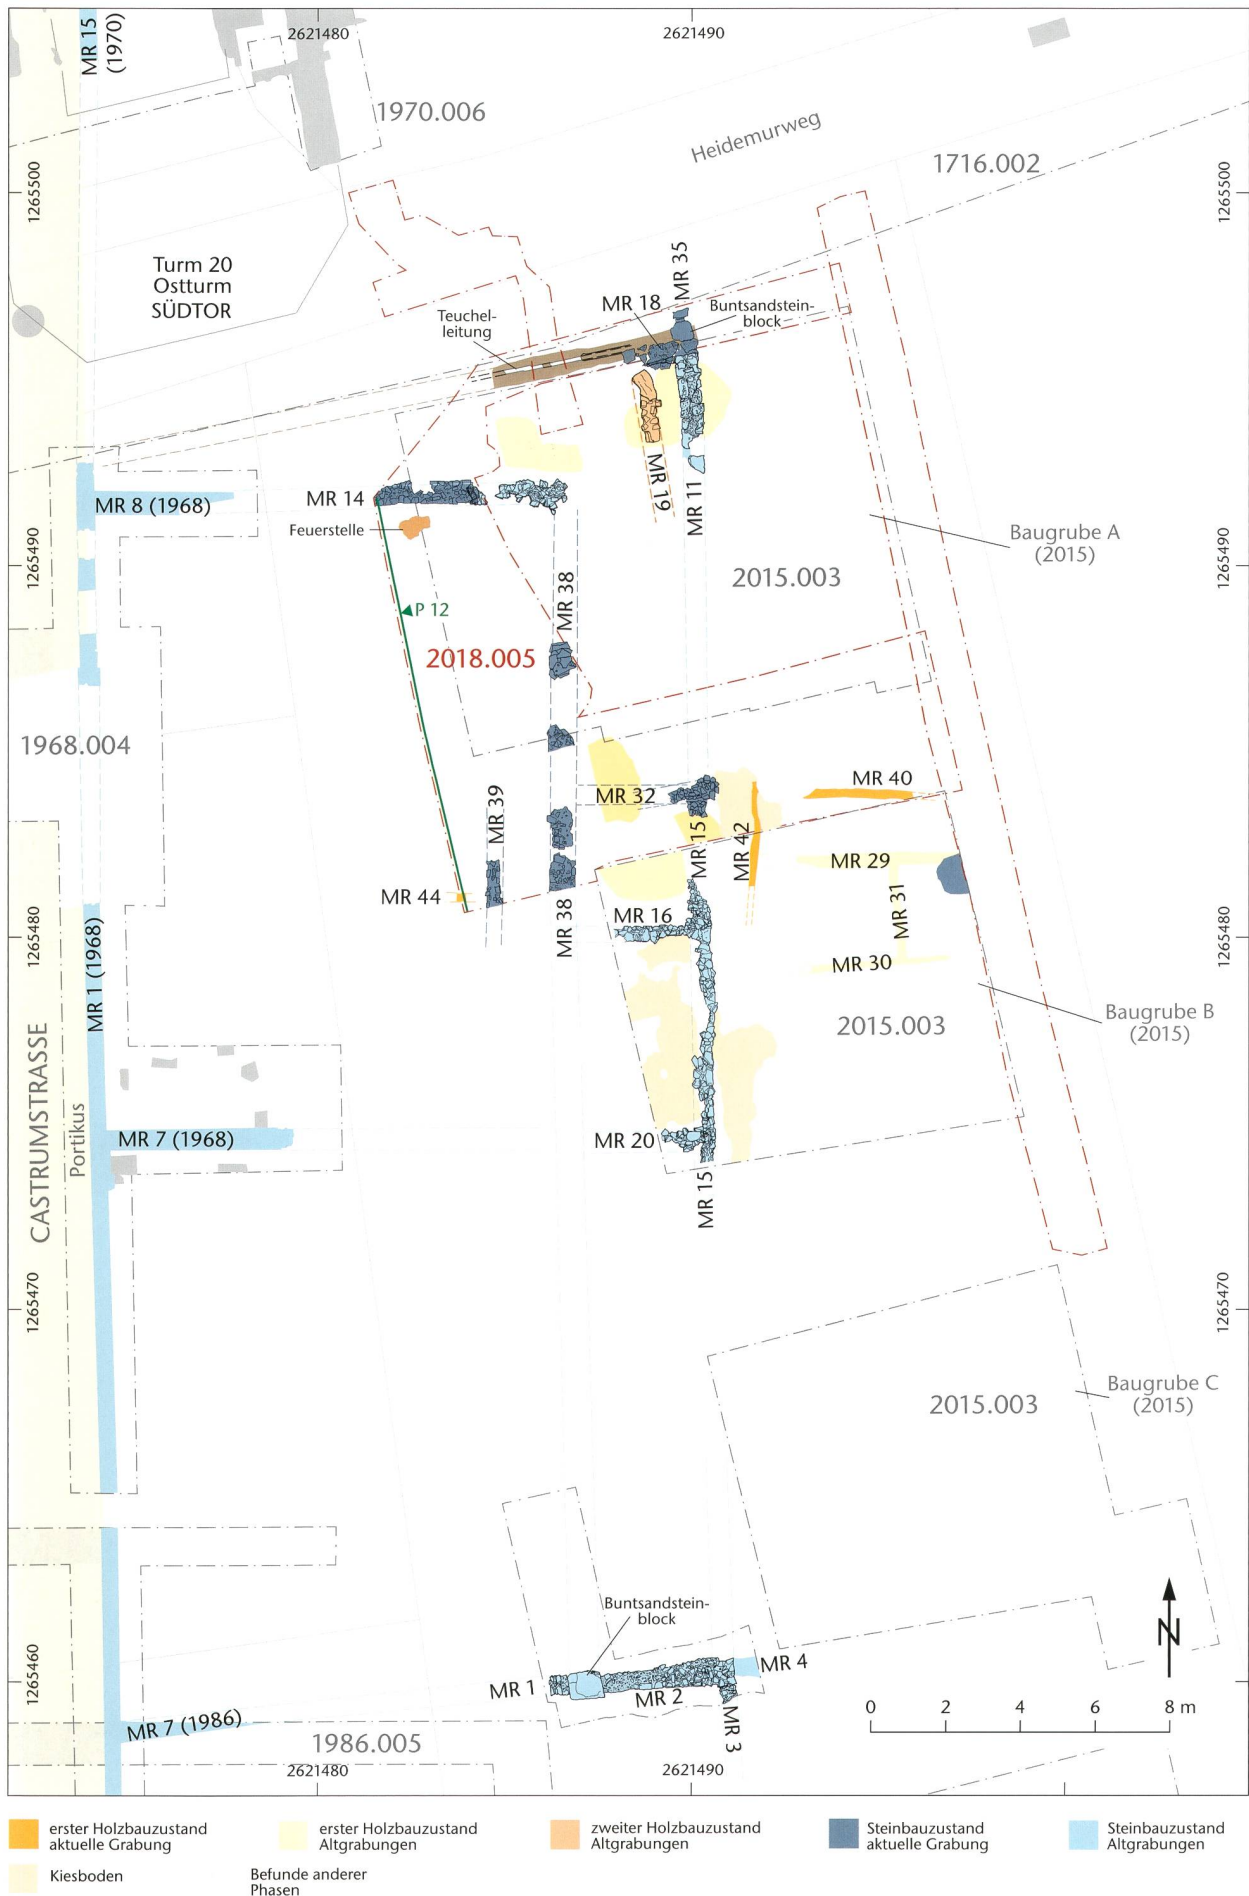 MR 15
(1970)
2621480
2621490
1970.006
Heidemurweg
1716.002
1265500
1265500
Turm 20
Ostturm
SÜDTOR
MR 35
MR 18
Buntsandstein-
block
Teuchel-
leitung
MR 19
MR 11
MR 14
MR 8 (1968)
Feuerstelle
1265490
1265490
Baugrube A
(2015)
2015.003
P 12
MR 38
2018.005
1968.004
MR 32
MR 40
MR 39
MR 15
MR 42
MR 29
MR 31
MR 44
MR 16
MR 38
MR 30
1265480
1265480
MR 1 (1968)
2015.003
Baugrube B
(2015)
CASTRUMSTRASSE
Portikus
MR 7 (1968)
MR 20
MR 15
1265470
1265470
Baugrube C
(2015)
2015.003
Buntsandstein-
block
1265460
1265460
MR 1
MR 2
MR 4
MR 3
N
MR 7 (1986)
1986.005
0 2 4 6 8 m
2621480
2621490
erster Holzbauzustand
aktuelle Grabung
erster Holzbauzustand
Altgrabungen
zweiter Holzbauzustand
Altgrabungen
Steinbauzustand
aktuelle Grabung
Steinbauzustand
Altgrabungen
Kiesboden
Befunde anderer
Phasen